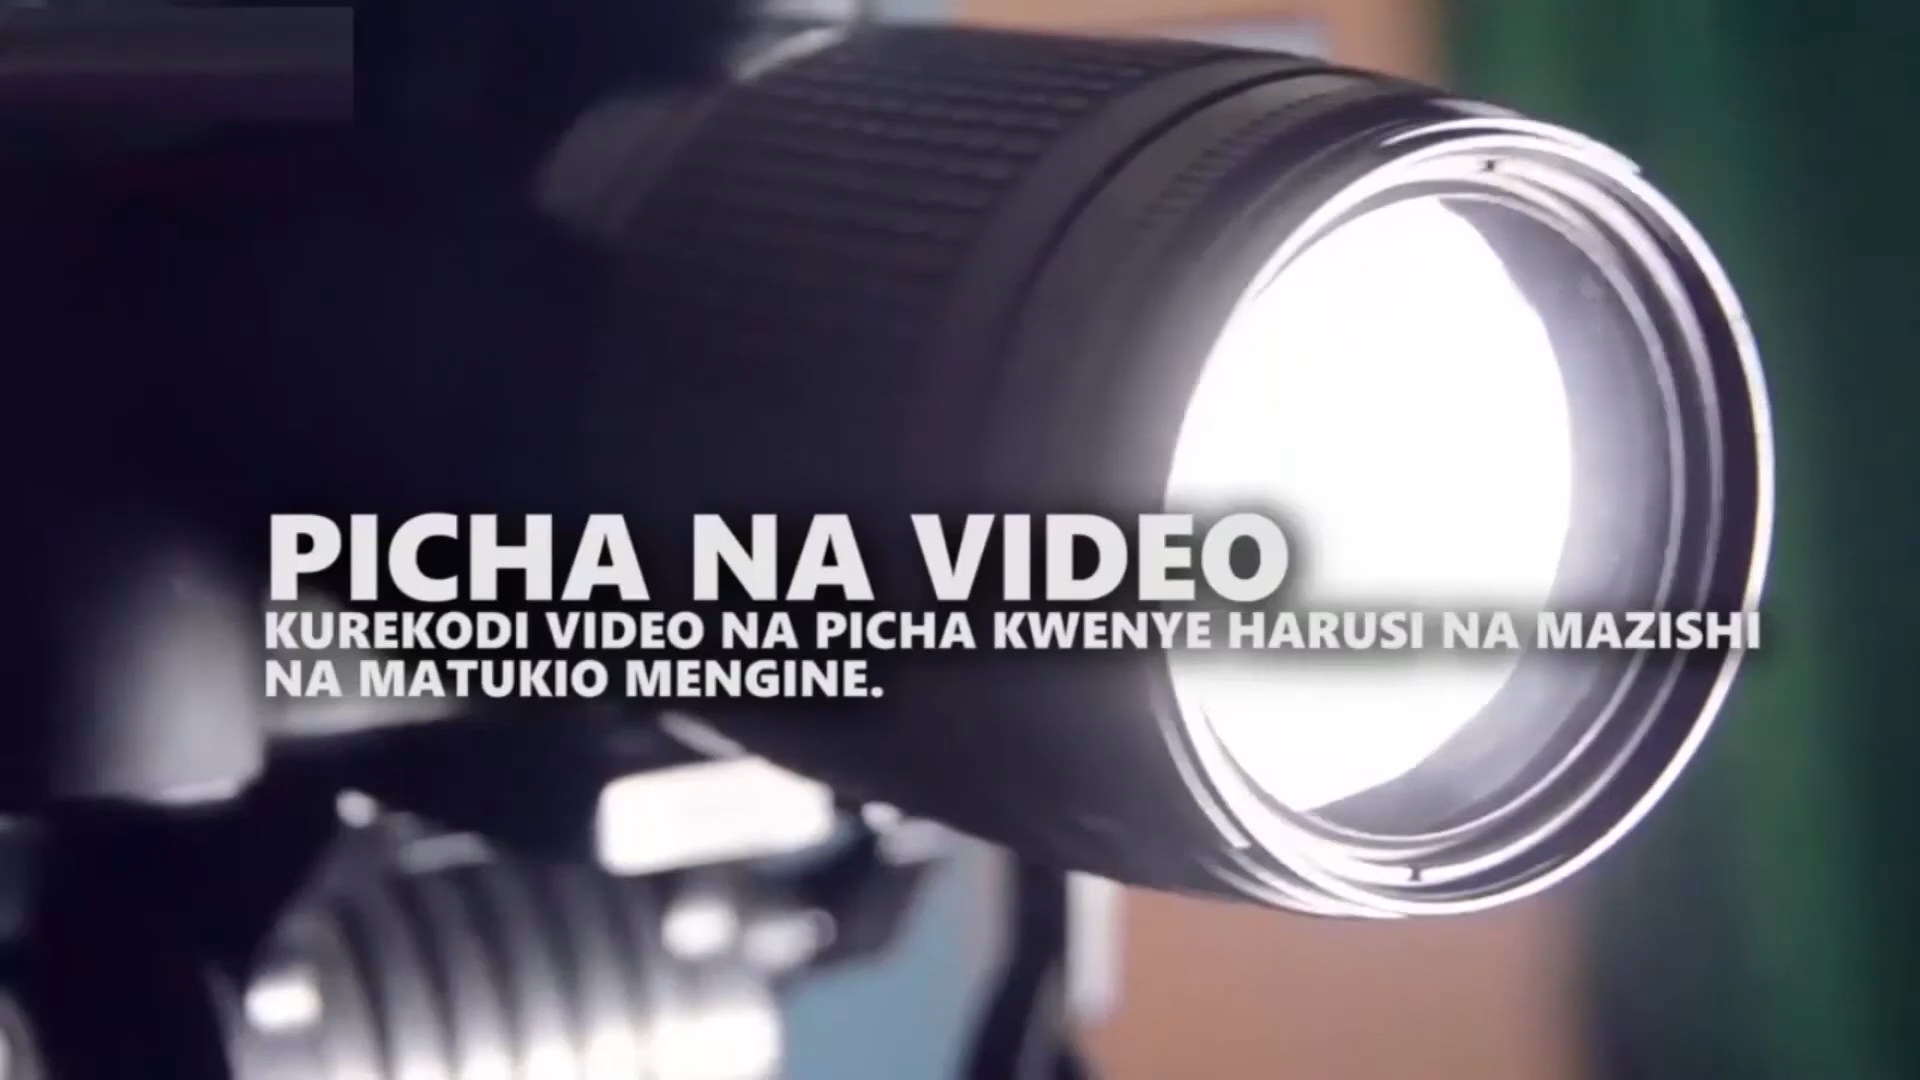 PICHA NA VIDEO
KUREKODI VIDEO NA PICHA KWENYE HARUSI NA MAZISHI
NA MATUKIO MENGINE.